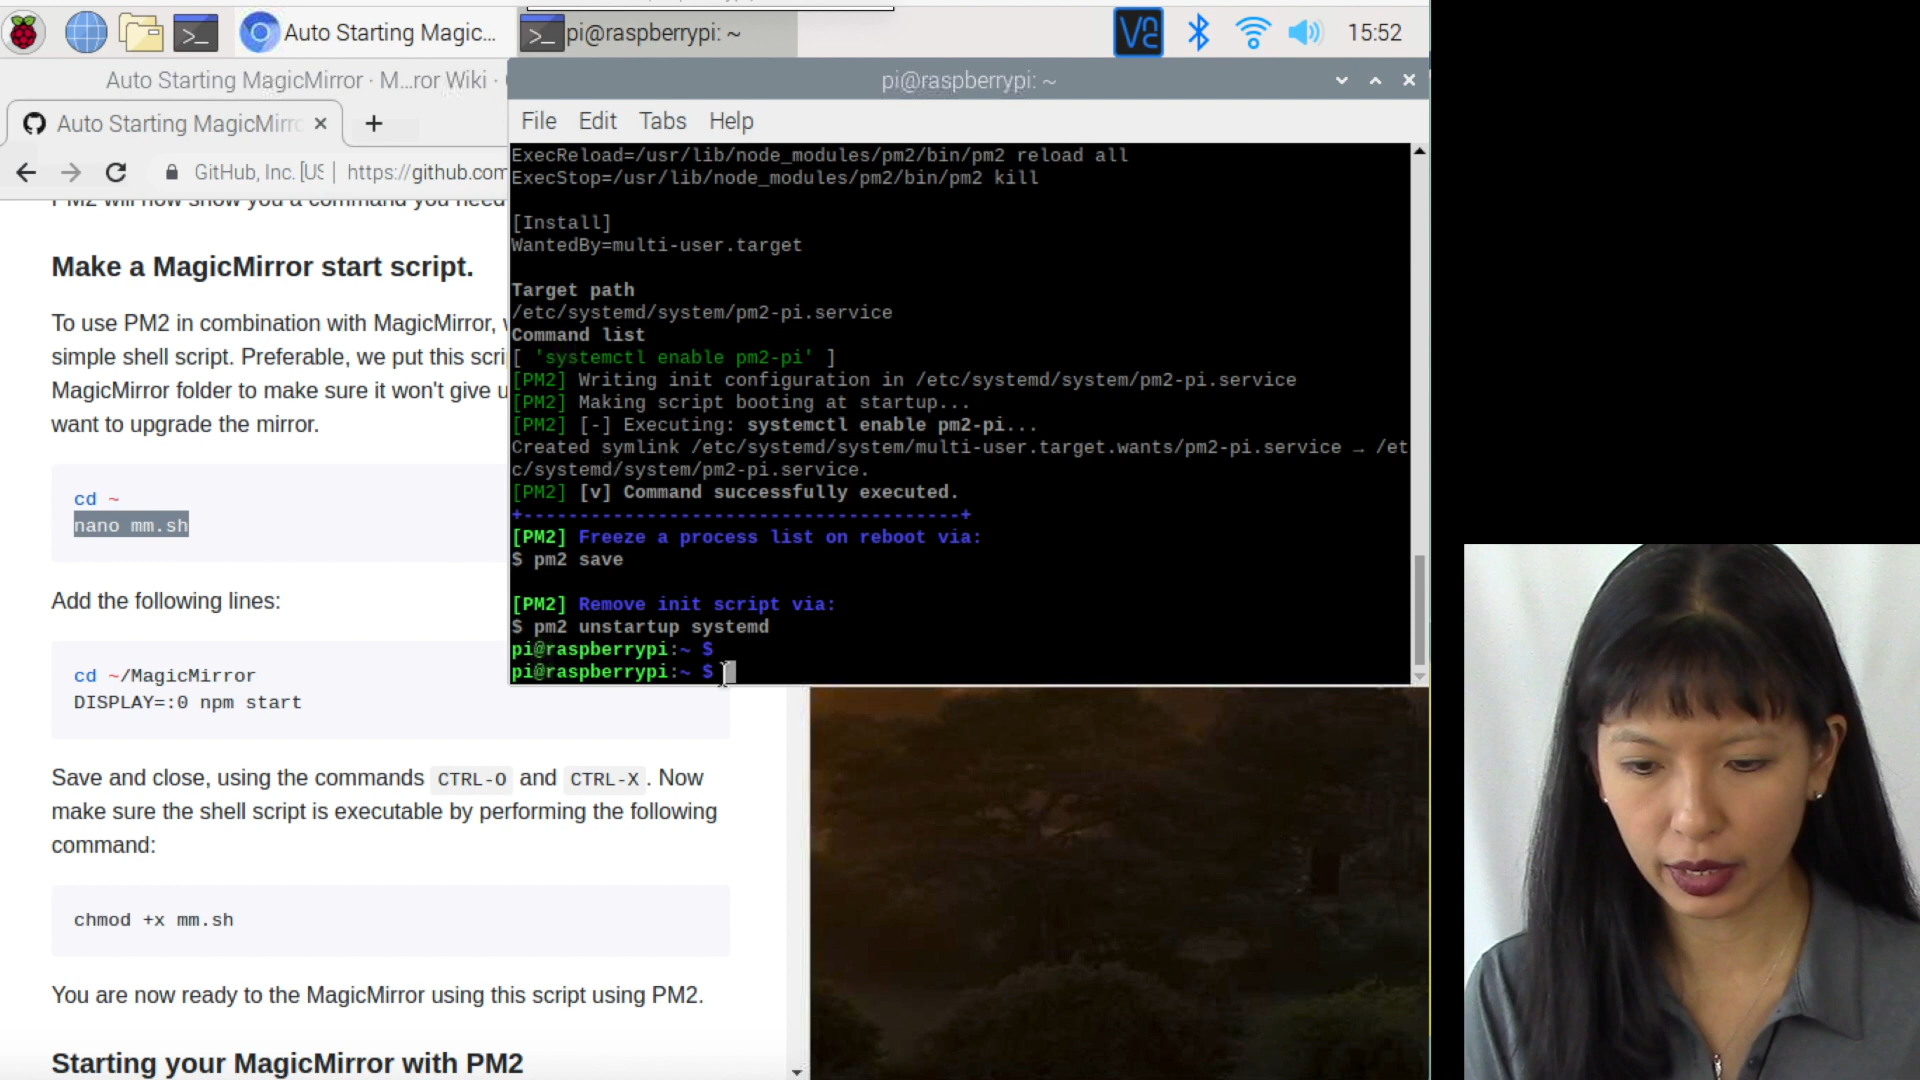 Auto Starting Magic...
pi@raspberrypi: ~
15:52
Auto Starting MagicMirror · M...ror Wiki ·
Auto Starting MagicMirro
GitHub, Inc. [US
https://github.com
PM2 will now show you a command you need
Make a MagicMirror start script.
To use PM2 in combination with MagicMirror,
simple shell script. Preferable, we put this scri
MagicMirror folder to make sure it won't give u
want to upgrade the mirror.
cd ~
nano mm.sh
Add the following lines:
cd ~/MagicMirror
DISPLAY=:0 npm start
Save and close, using the commands CTRL-O and CTRL-X. Now
make sure the shell script is executable by performing the following
command:
chmod +x mm.sh
You are now ready to the MagicMirror using this script using PM2.
Starting your MagicMirror with PM2
pi@raspberrypi: ~
File Edit Tabs Help
ExecReload=/usr/lib/node_modules/pm2/bin/pm2 reload all
ExecStop=/usr/lib/node_modules/pm2/bin/pm2 kill
[Install]
WantedBy=multi-user.target
Target path
/etc/systemd/system/pm2-pi.service
Command list
[ 'systemctl enable pm2-pi' ]
[PM2] Writing init configuration in /etc/systemd/system/pm2-pi.service
[PM2] Making script booting at startup...
[PM2] [-] Executing: systemctl enable pm2-pi...
Created symlink /etc/systemd/system/multi-user.target.wants/pm2-pi.service → /et
c/systemd/system/pm2-pi.service.
[PM2] [v] Command successfully executed.
+---------------------------------------+
[PM2] Freeze a process list on reboot via:
$ pm2 save
[PM2] Remove init script via:
$ pm2 unstartup systemd
pi@raspberrypi:~ $
pi@raspberrypi:~ $